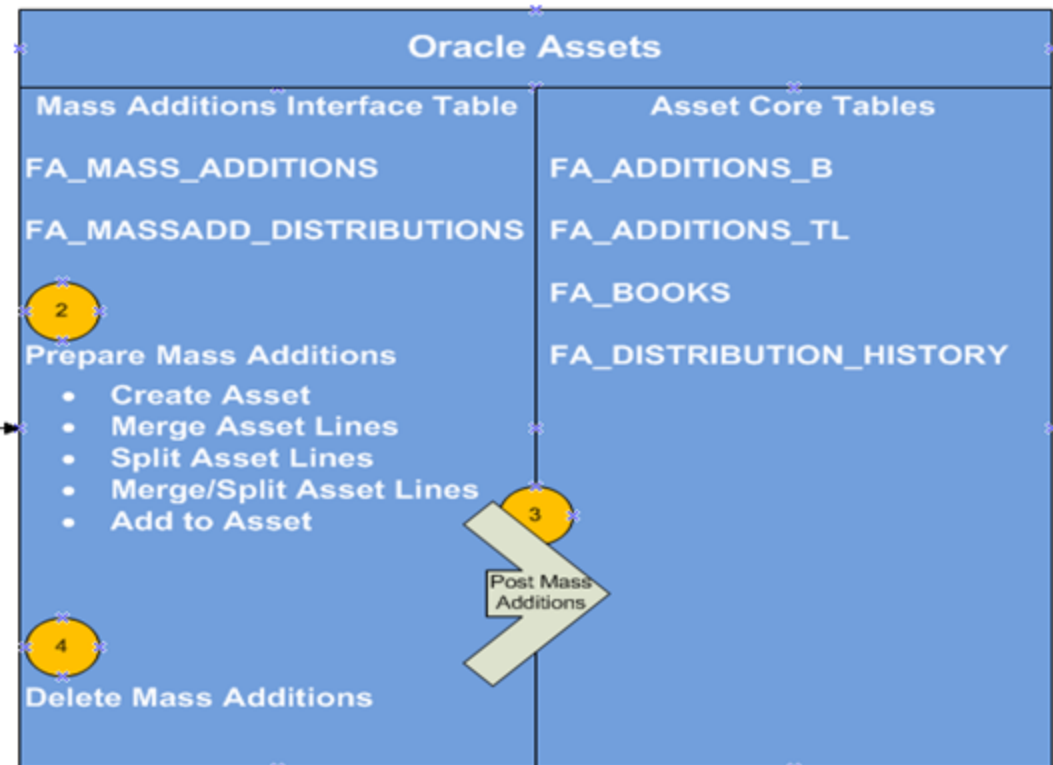 Oracle Assets
Mass Additions Interface Table
FA_MASS_ADDITIONS
FA_MASSADD_DISTRIBUTIONS
2
Prepare Mass Additions
• Create Asset
• Merge Asset Lines
• Split Asset Lines
• Merge/Split Asset Lines
• Add to Asset
4
Delete Mass Additions
3
Post Mass
Additions
Asset Core Tables
FA_ADDITIONS_B
FA_ADDITIONS_TL
FA_BOOKS
FA_DISTRIBUTION_HISTORY